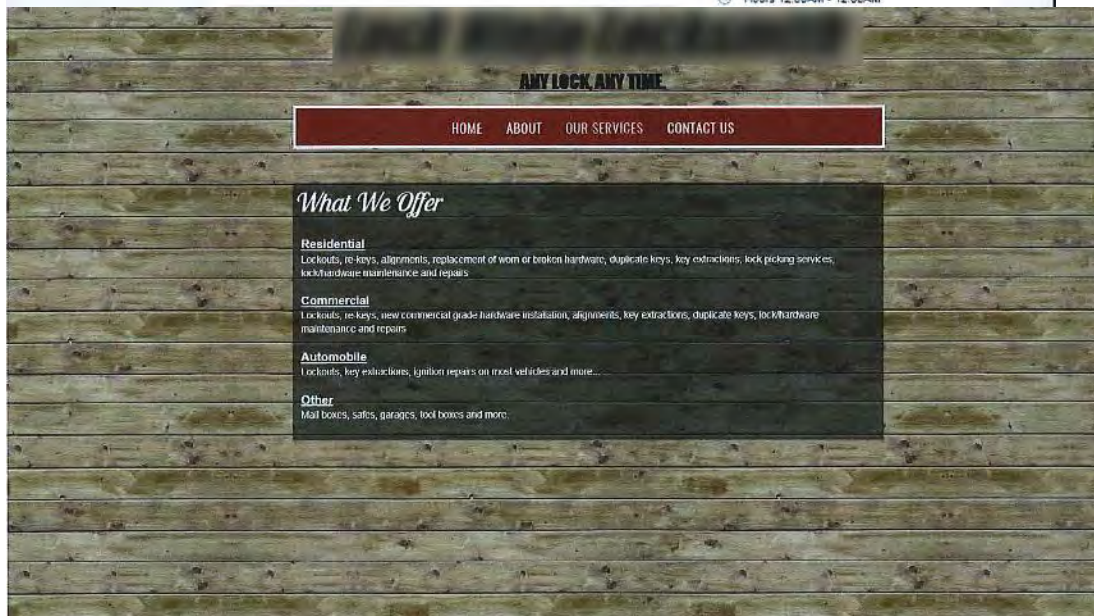 ANY LOCK, ANY TIME.
HOME ABOUT OUR SERVICES CONTACT US
What We Offer
Residential
Lockouts, re-keys, alignments, replacement of worn or broken hardware, duplicate keys, key extractions, lock picking services,
lock/hardware maintenance and repairs
Commercial
Lockouts, re-keys, new commercial grade hardware installation, alignments, key extractions, duplicate keys, lock/hardware
maintenance and repairs
Automobile
Lockouts, key extractions, ignition repairs on most vehicles and more...
Other
Mail boxes, safes, garages, tool boxes and more.